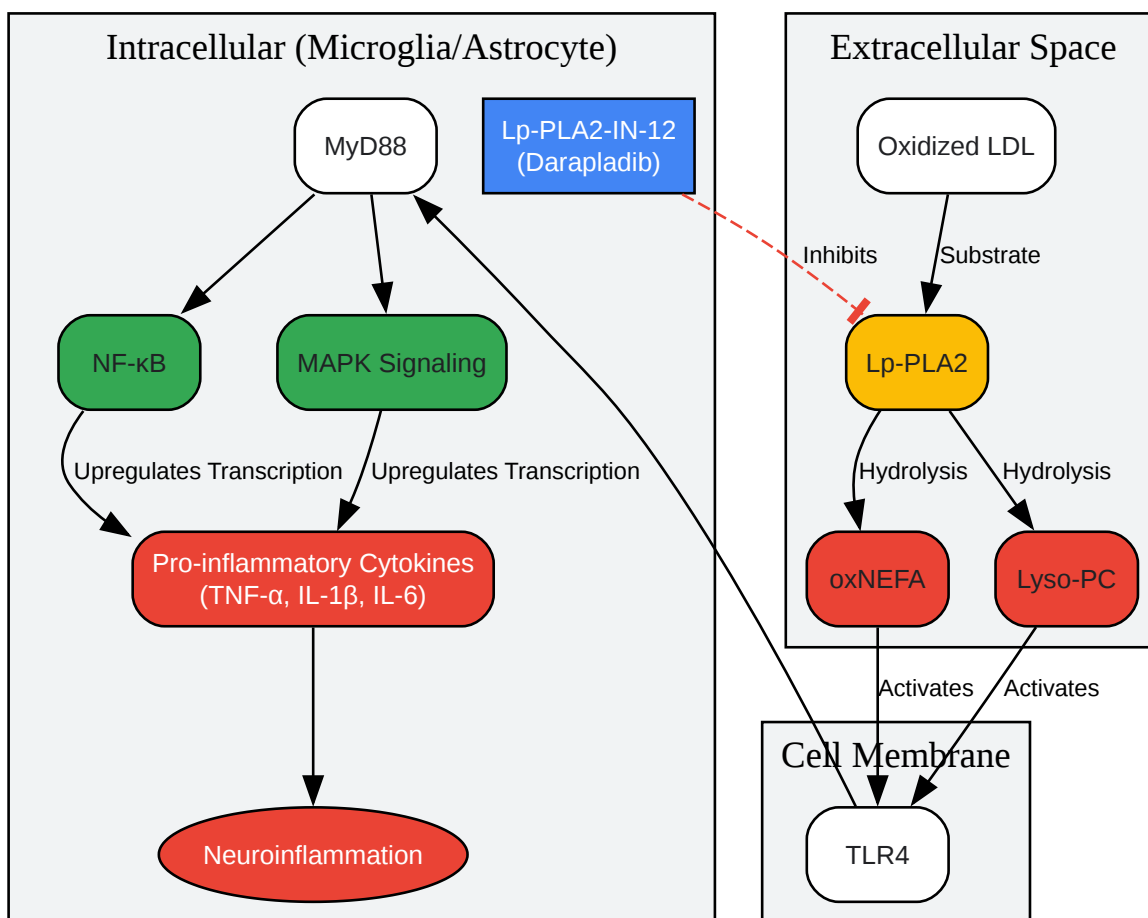 Intracellular (Microglia/Astrocyte)
Extracellular Space
MyD88
Lp-PLA2-IN-12
(Darapladib)
Oxidized LDL
Inhibits
Substrate
NF-κB
MAPK Signaling
Lp-PLA2
Upregulates Transcription
Upregulates Transcription
Hydrolysis
Hydrolysis
Pro-inflammatory Cytokines
(TNF-α, IL-1β, IL-6)
oxNEFA
Lyso-PC
Activates
Activates
Cell Membrane
Neuroinflammation
TLR4